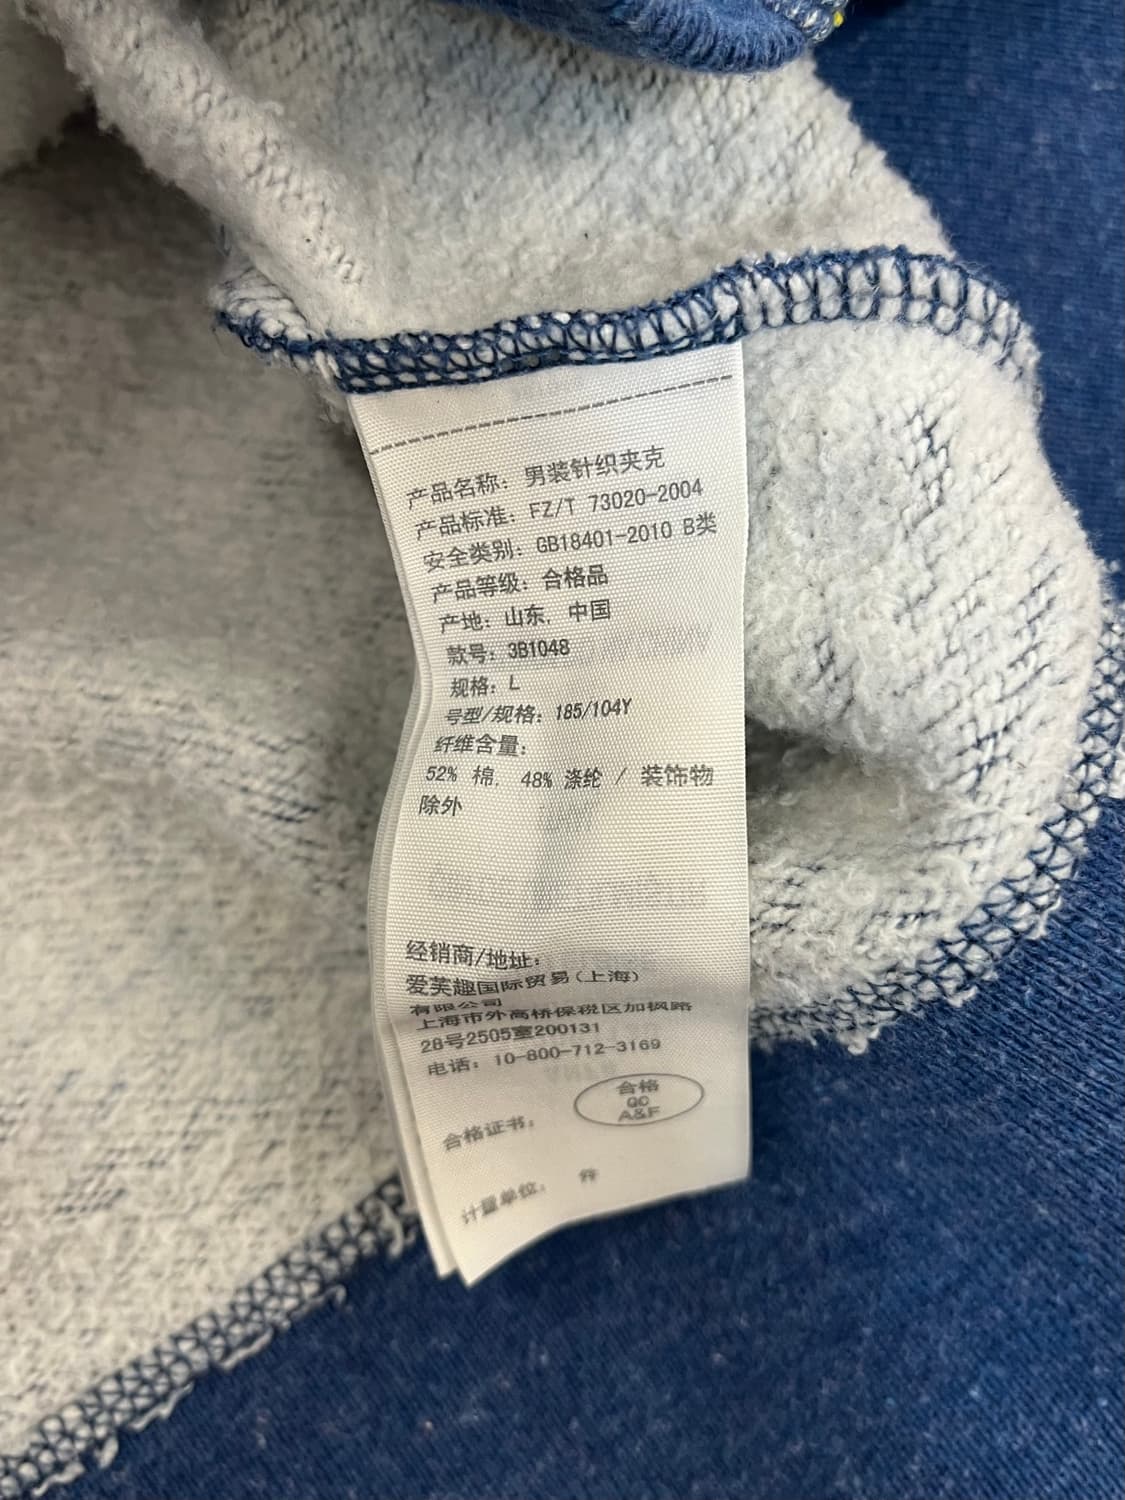 产品名称: 男装针织夹克
产品标准: FZ/T 73020-2004
安全类别: GB18401-2010 B类
产品等级: 合格品
产地: 山东, 中国
款号: 3B1048
规格: L
号型/规格: 185/104Y
纤维含量:
52% 棉, 48% 涤纶 / 装饰物
除外
经销商/地址:
爱芙趣国际贸易(上海)
有限公司
上海市外高桥保税区加枫路
28号2505室200131
电话: 10-800-712-3169
合格
QC
A&F
合格证书:
计量单位: 件